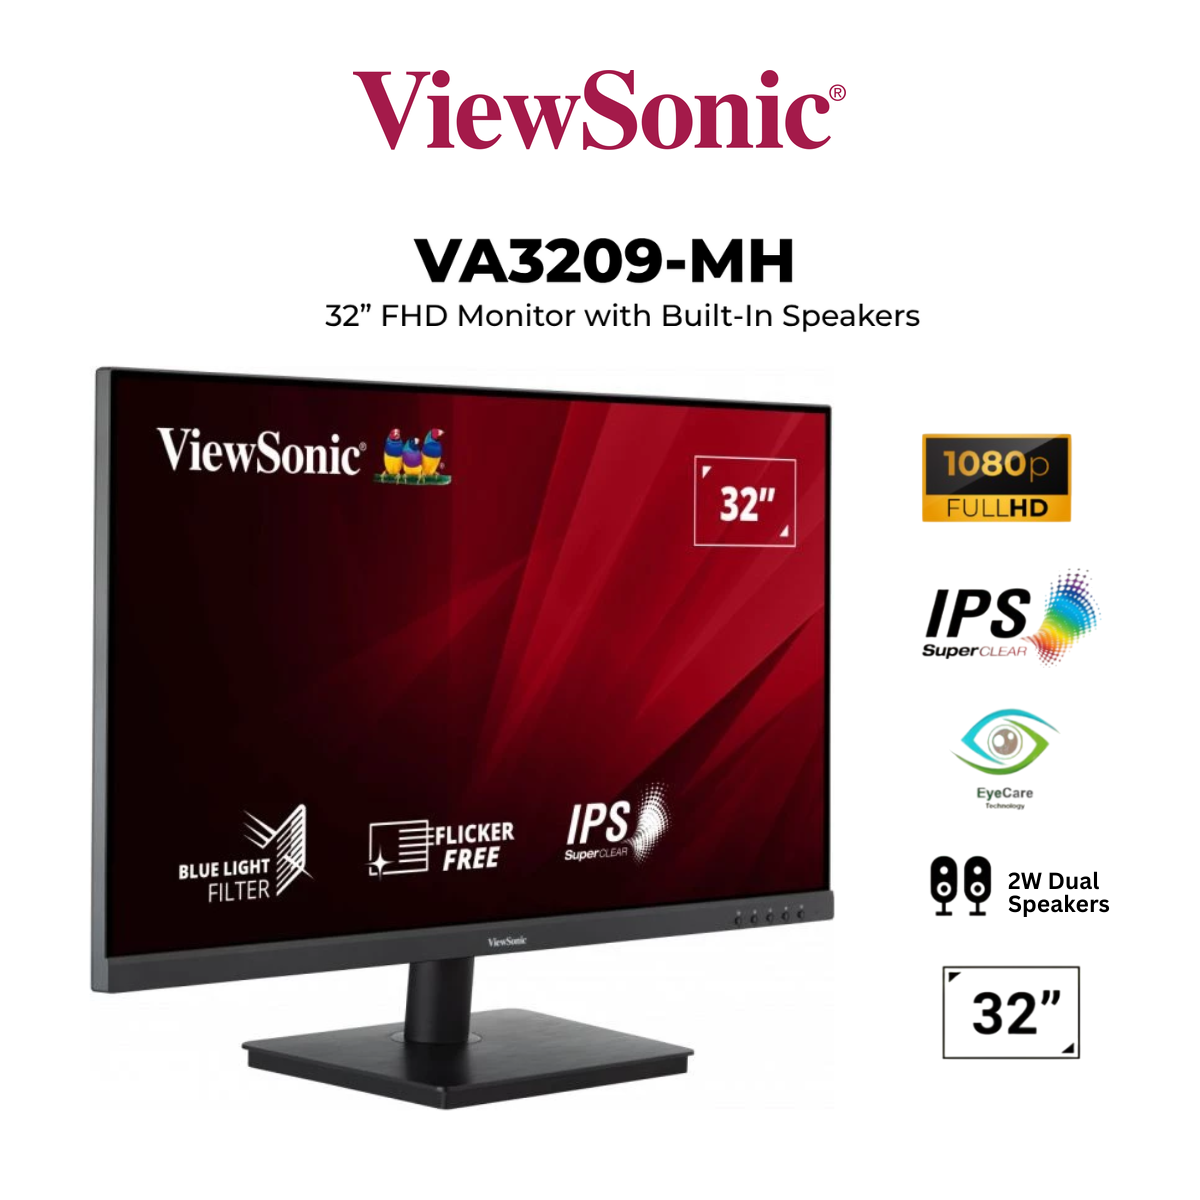 ViewSonic®
VA3209-MH
32” FHD Monitor with Built-In Speakers
ViewSonic®
32”
BLUE LIGHT
FILTER
FLICKER
FREE
IPS
SuperCLEAR
ViewSonic
1080p
FULLHD
IPS
SuperCLEAR
EyeCare
Technology
2W Dual
Speakers
32”